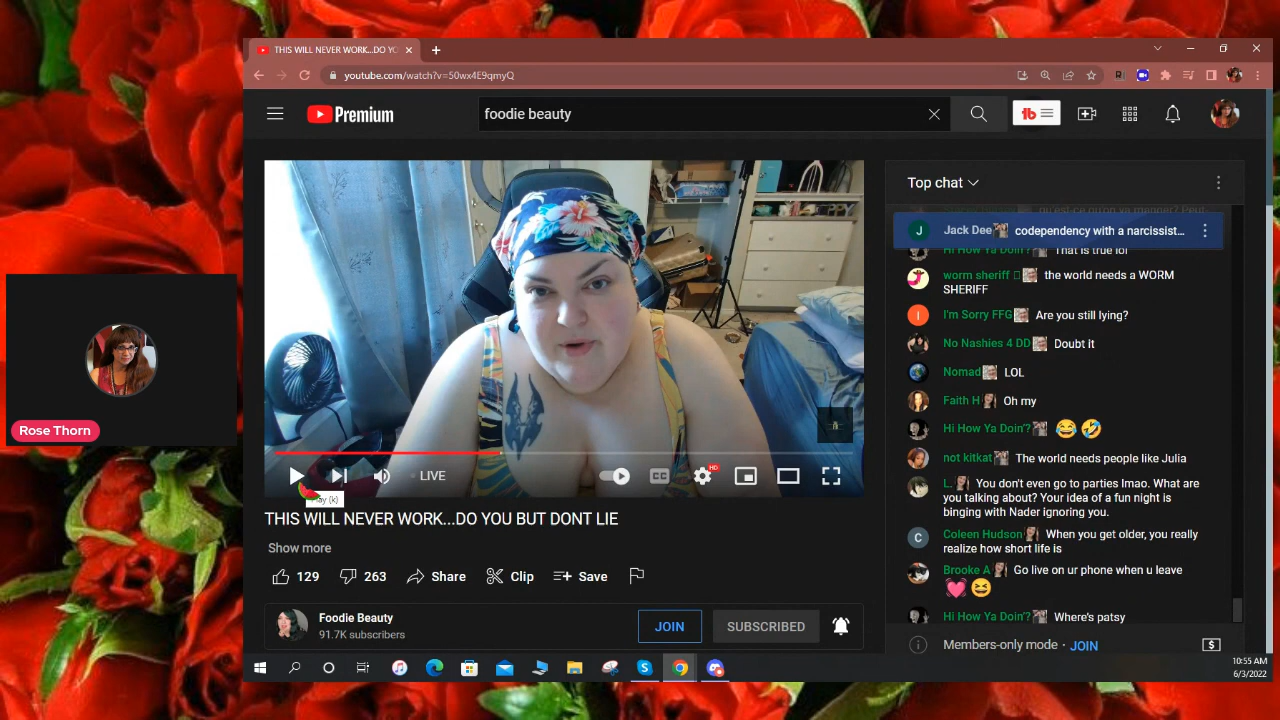 THIS WILL NEVER WORK...DO YO
youtube.com/watch?v=50wx4E9qmyQ
Premium
foodie beauty
tb
Top chat
J
Jack Dee codependency with a narcissist...
Hi How Ya Doin'? That is true lol
worm sheriff the world needs a WORM
SHERIFF
I
I'm Sorry FFG Are you still lying?
No Nashies 4 DD Doubt it
Nomad LOL
Faith H Oh my
Hi How Ya Doin'? 😂🤣
not kitkat The world needs people like Julia
L. You don't even go to parties lmao. What are
you talking about? Your idea of a fun night is
binging with Nader ignoring you.
C
Coleen Hudson When you get older, you really
realize how short life is
Brooke A Go live on ur phone when u leave
💓😆
Hi How Ya Doin'? Where's patsy
Members-only mode · JOIN
LIVE
CC
HD
Play (k)
THIS WILL NEVER WORK...DO YOU BUT DONT LIE
Show more
129
263
Share
Clip
Save
Foodie Beauty
91.7K subscribers
JOIN
SUBSCRIBED
Rose Thorn
10:55 AM
6/3/2022